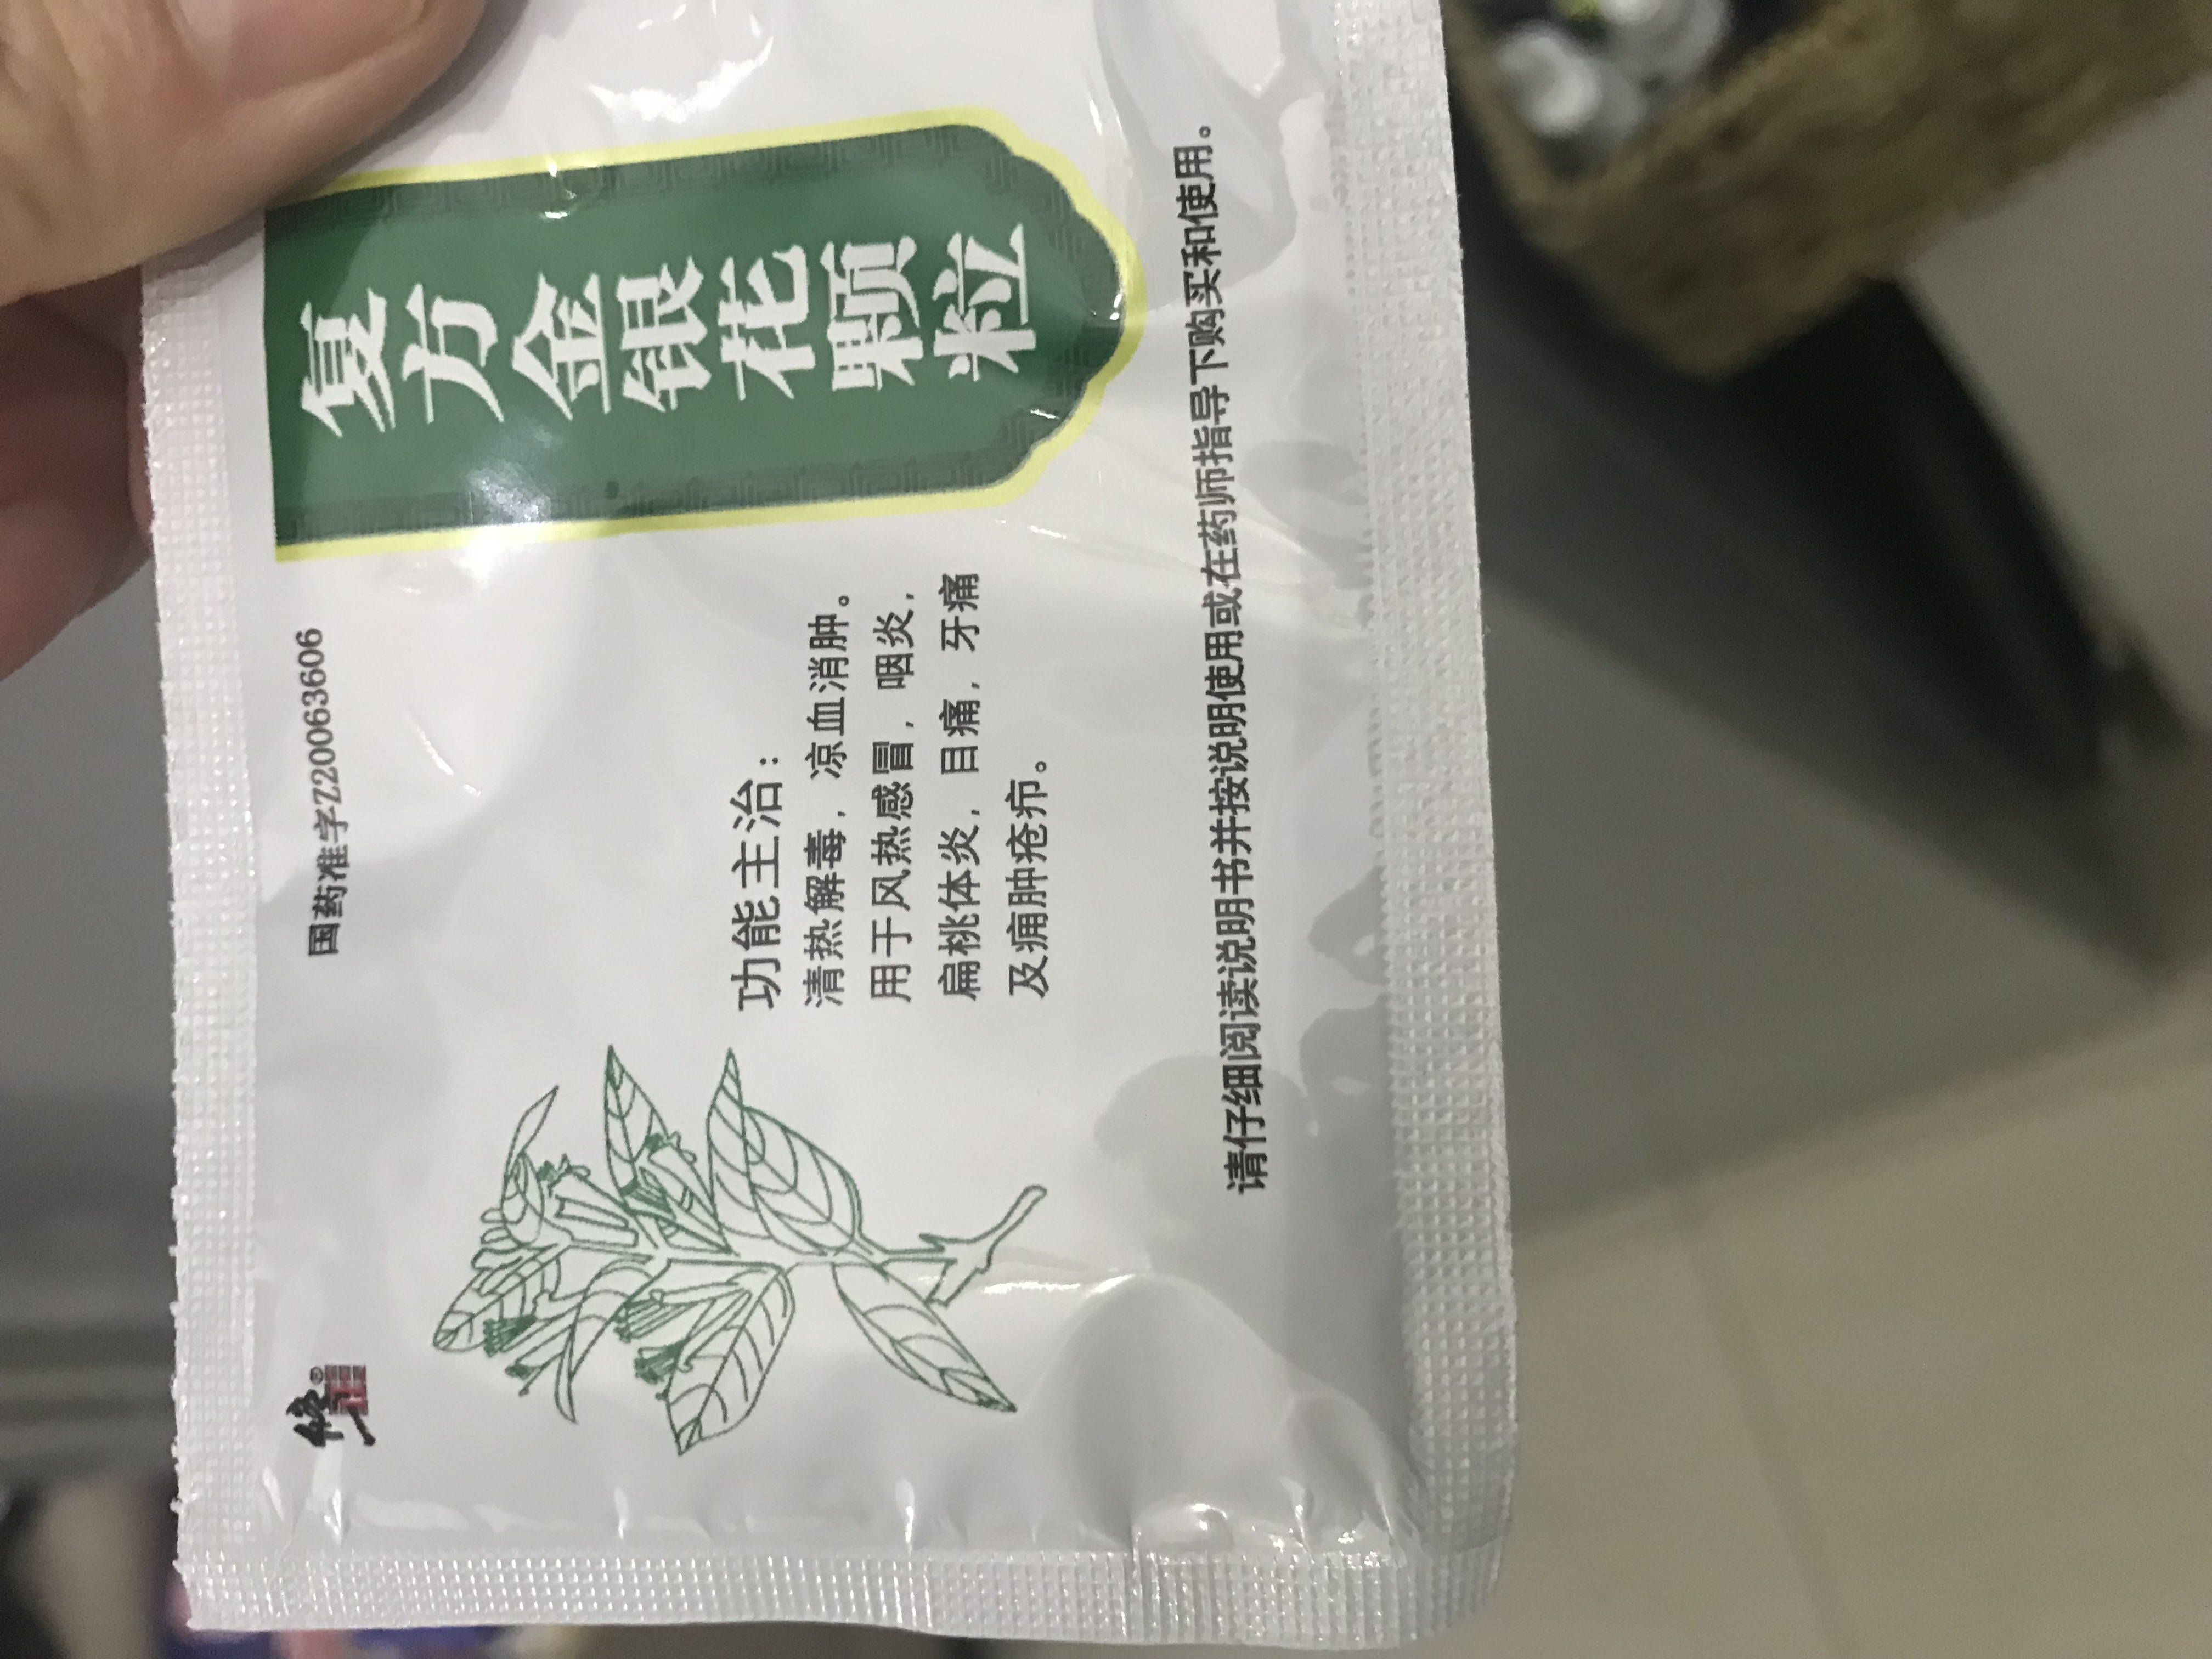 修正®
国药准字Z20063606
复方金银花颗粒
功能主治：
清热解毒，凉血消肿。
用于风热感冒，咽炎，
扁桃体炎，目痛，牙痛
及痈肿疮疖。
请仔细阅读说明书并按说明使用或在药师指导下购买和使用。